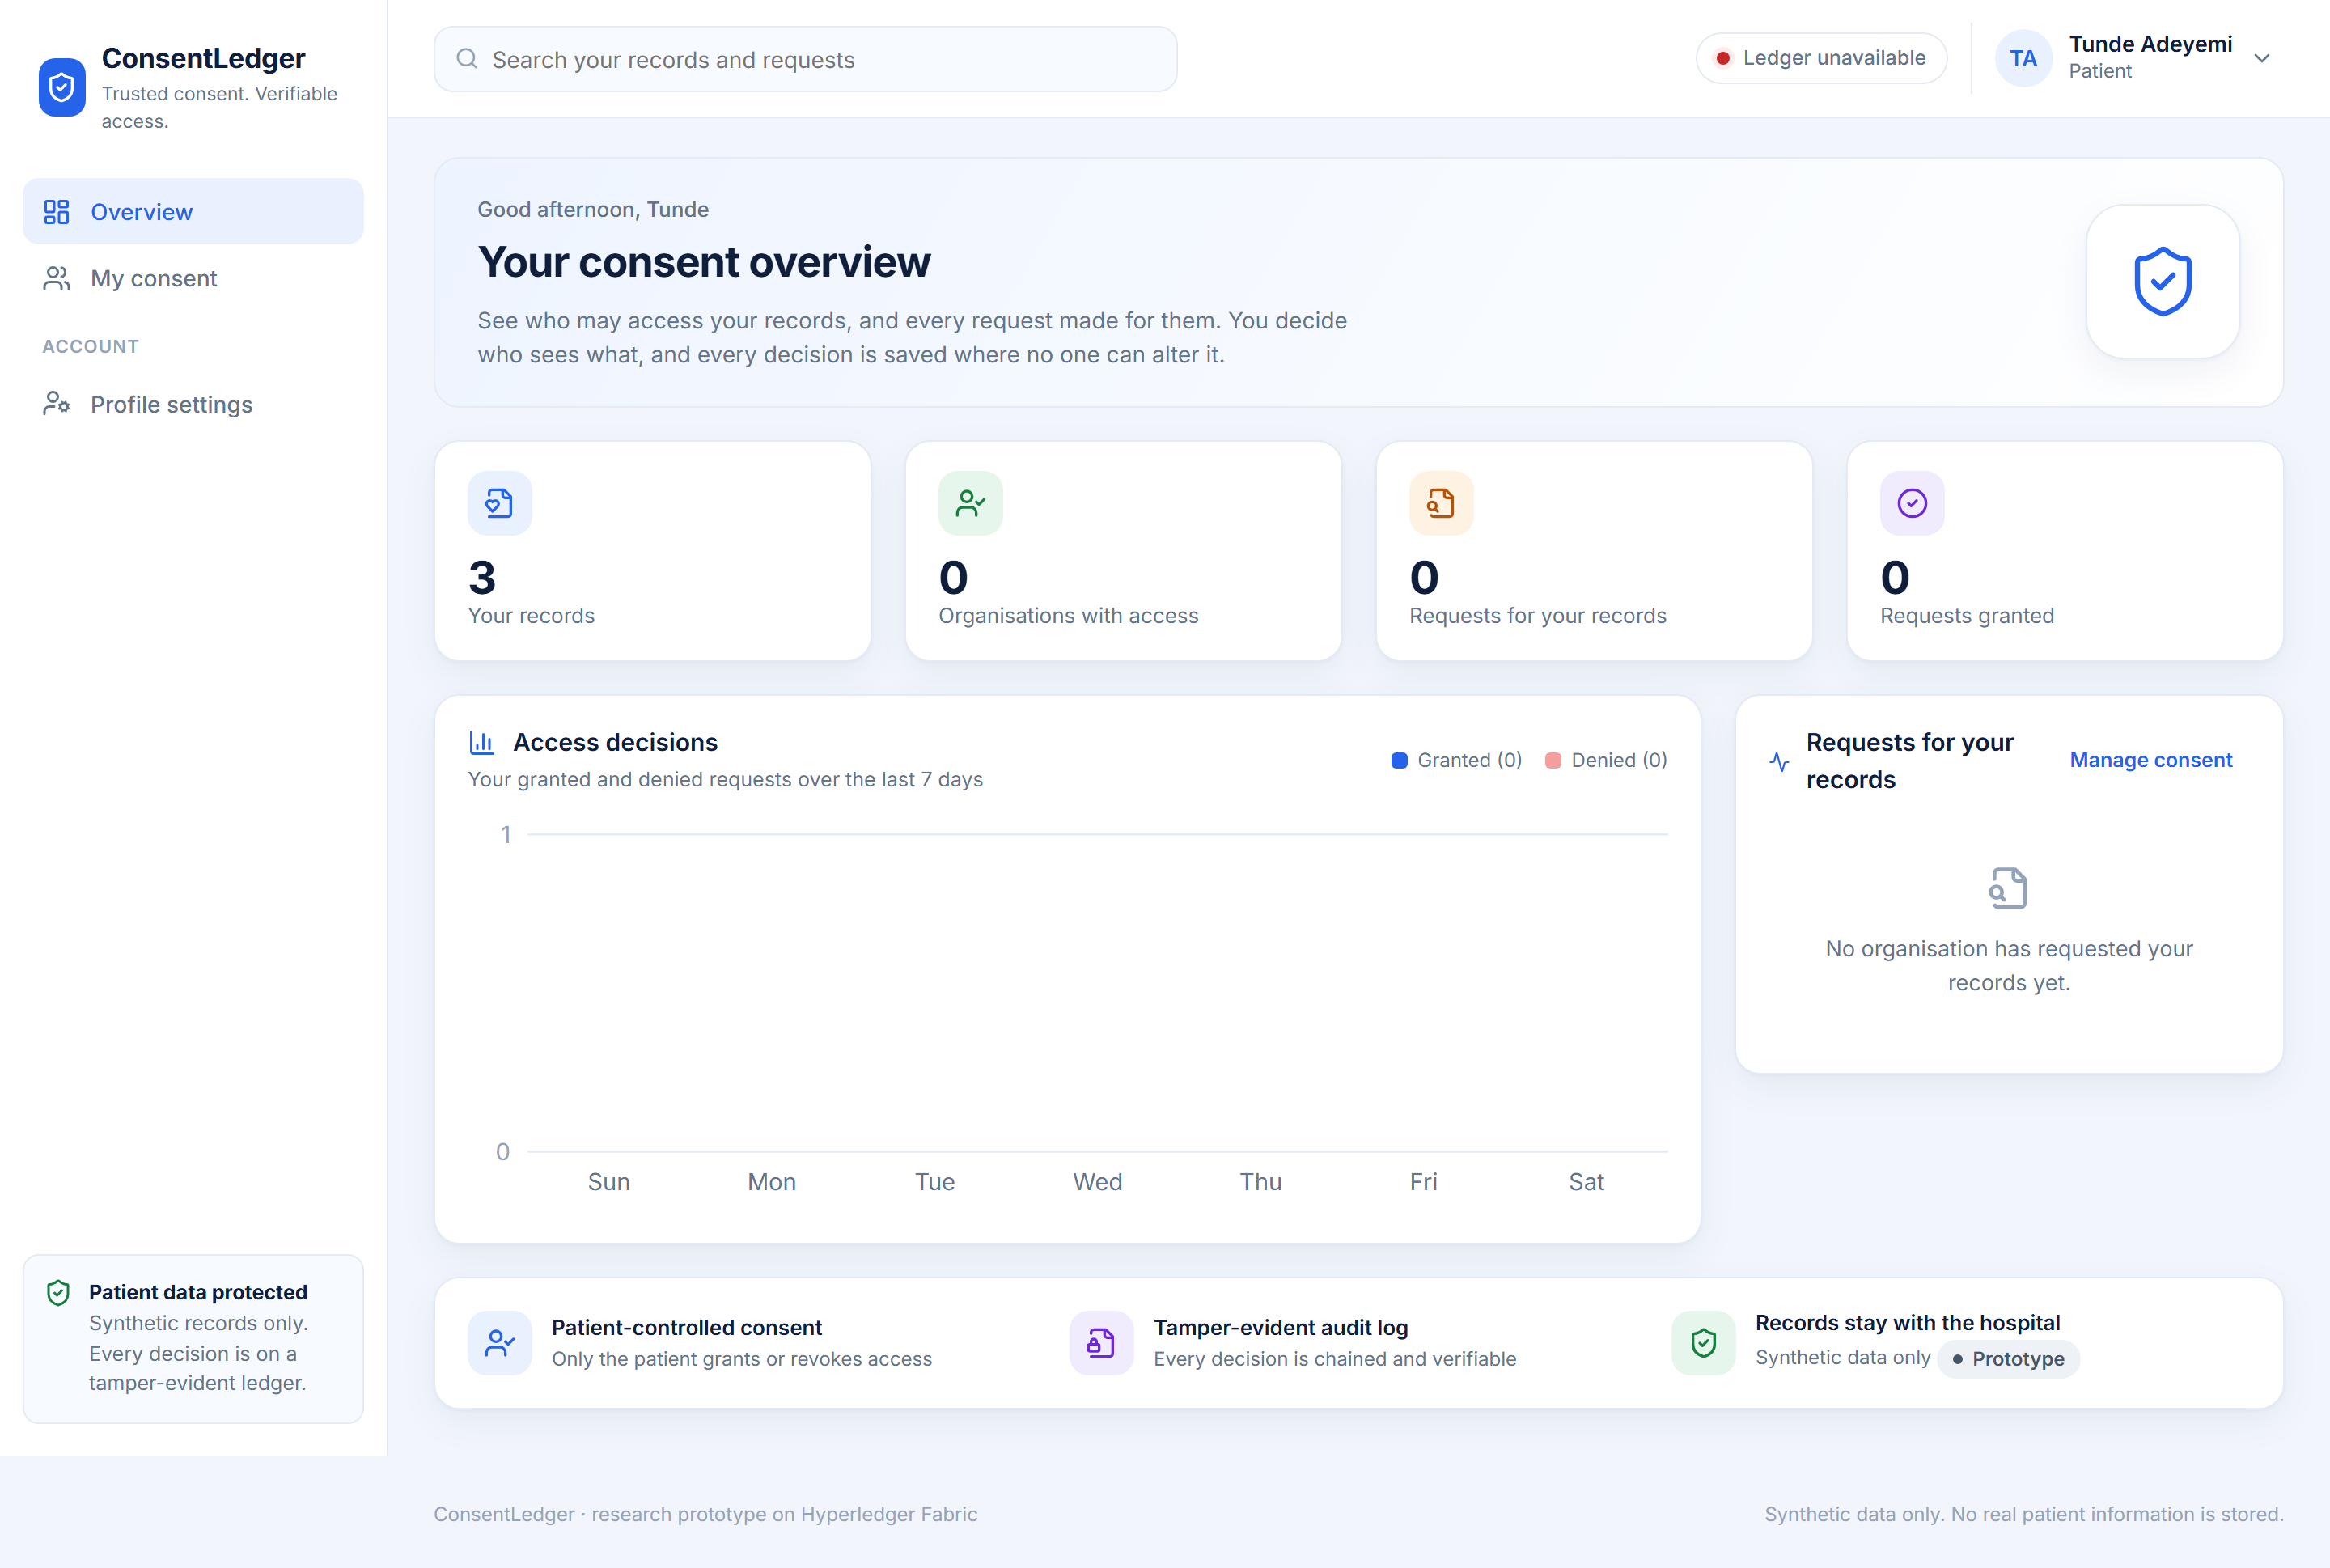 ConsentLedger
Trusted consent. Verifiable
access.
Overview
My consent
ACCOUNT
Profile settings
Patient data protected
Synthetic records only.
Every decision is on a
tamper-evident ledger.
Search your records and requests
Ledger unavailable
TA
Tunde Adeyemi
Patient
Good afternoon, Tunde
Your consent overview
See who may access your records, and every request made for them. You decide
who sees what, and every decision is saved where no one can alter it.
3
Your records
0
Organisations with access
0
Requests for your records
0
Requests granted
Access decisions
Your granted and denied requests over the last 7 days
Granted (0)
Denied (0)
1
0
Sun Mon Tue Wed Thu Fri Sat
Requests for your
records
Manage consent
No organisation has requested your
records yet.
Patient-controlled consent
Only the patient grants or revokes access
Tamper-evident audit log
Every decision is chained and verifiable
Records stay with the hospital
Synthetic data only Prototype
ConsentLedger · research prototype on Hyperledger Fabric
Synthetic data only. No real patient information is stored.